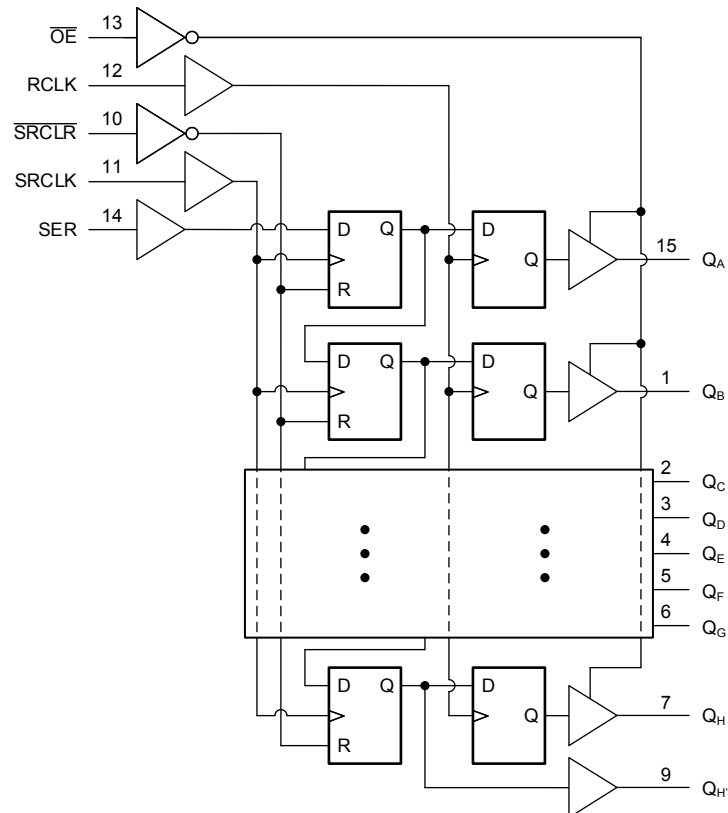 OE 13
RCLK 12
SRCLR 10
SRCLK 11
SER 14
D Q D
Q 15 QA
R
D Q D
Q 1 QB
R
2 QC
3 QD
4 QE
5 QF
6 QG
D Q D
Q 7 QH
R
9 QH'